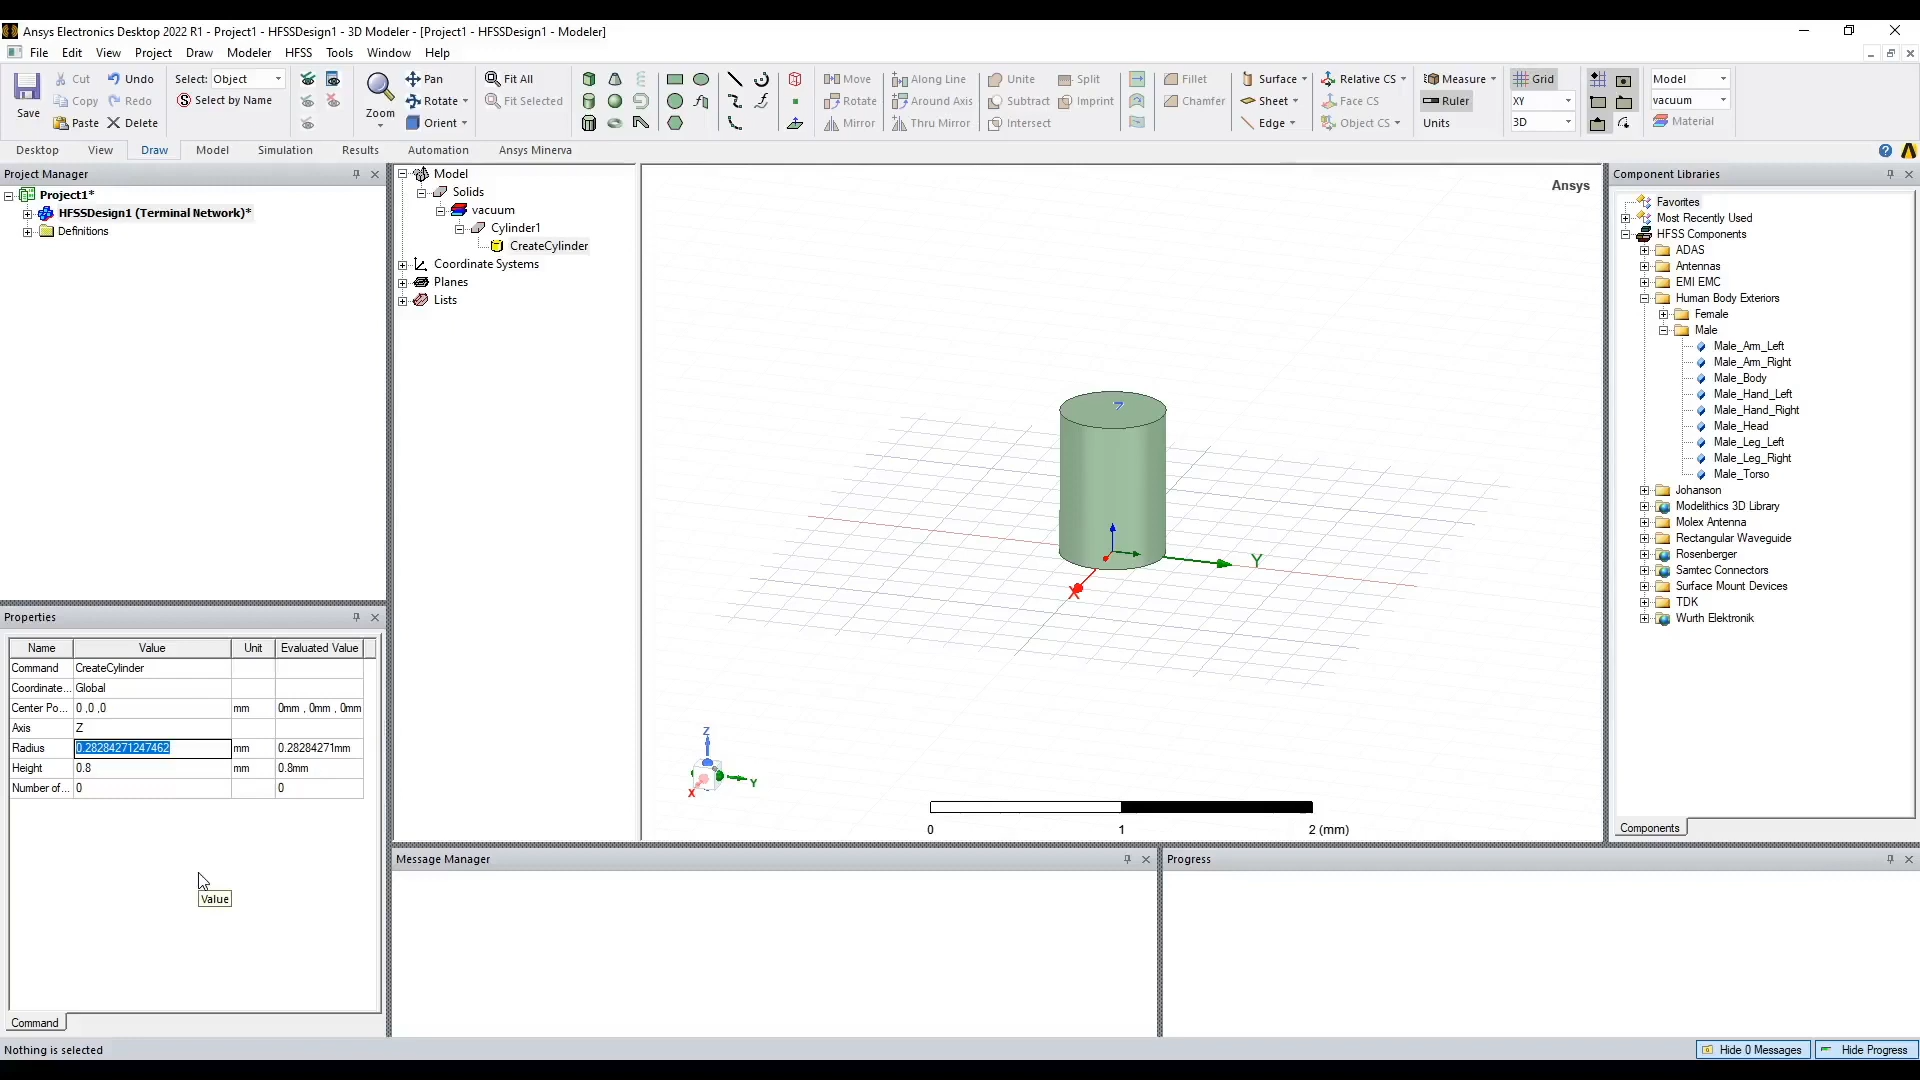 Ansys Electronics Desktop 2022 R1 - Project1 - HFSSDesign1 - 3D Modeler - [Project1 - HFSSDesign1 - Modeler]
File Edit View Project Draw Modeler HFSS Tools Window Help
Cut Undo Select: Object Pan Fit All Move Along Line Unite Split Fillet Surface Relative CS Measure Grid Model
Save Copy Redo Select by Name Zoom Rotate Fit Selected Rotate Around Axis Subtract Imprint Chamfer Sheet Face CS Ruler XY vacuum
Paste Delete Orient Mirror Thru Mirror Intersect Edge Object CS Units 3D Material
Desktop View Draw Model Simulation Results Automation Ansys Minerva
Project Manager
Project1*
HFSSDesign1 (Terminal Network)*
Definitions
Model
Solids
vacuum
Cylinder1
CreateCylinder
Coordinate Systems
Planes
Lists
Ansys
Z
Y
X
Z
Y
X
0 1 2 (mm)
Component Libraries
Favorites
Most Recently Used
HFSS Components
ADAS
Antennas
EMI EMC
Human Body Exteriors
Female
Male
Male_Arm_Left
Male_Arm_Right
Male_Body
Male_Hand_Left
Male_Hand_Right
Male_Head
Male_Leg_Left
Male_Leg_Right
Male_Torso
Johanson
Modelithics 3D Library
Molex Antenna
Rectangular Waveguide
Rosenberger
Samtec Connectors
Surface Mount Devices
TDK
Wurth Elektronik
Components
Properties
Name Value Unit Evaluated Value
Command CreateCylinder
Coordinate... Global
Center Po... 0 ,0 ,0 mm 0mm , 0mm , 0mm
Axis Z
Radius 0.28284271247462 mm 0.28284271mm
Height 0.8 mm 0.8mm
Number of... 0 0
Value
Command
Message Manager
Progress
Nothing is selected
Hide 0 Messages Hide Progress